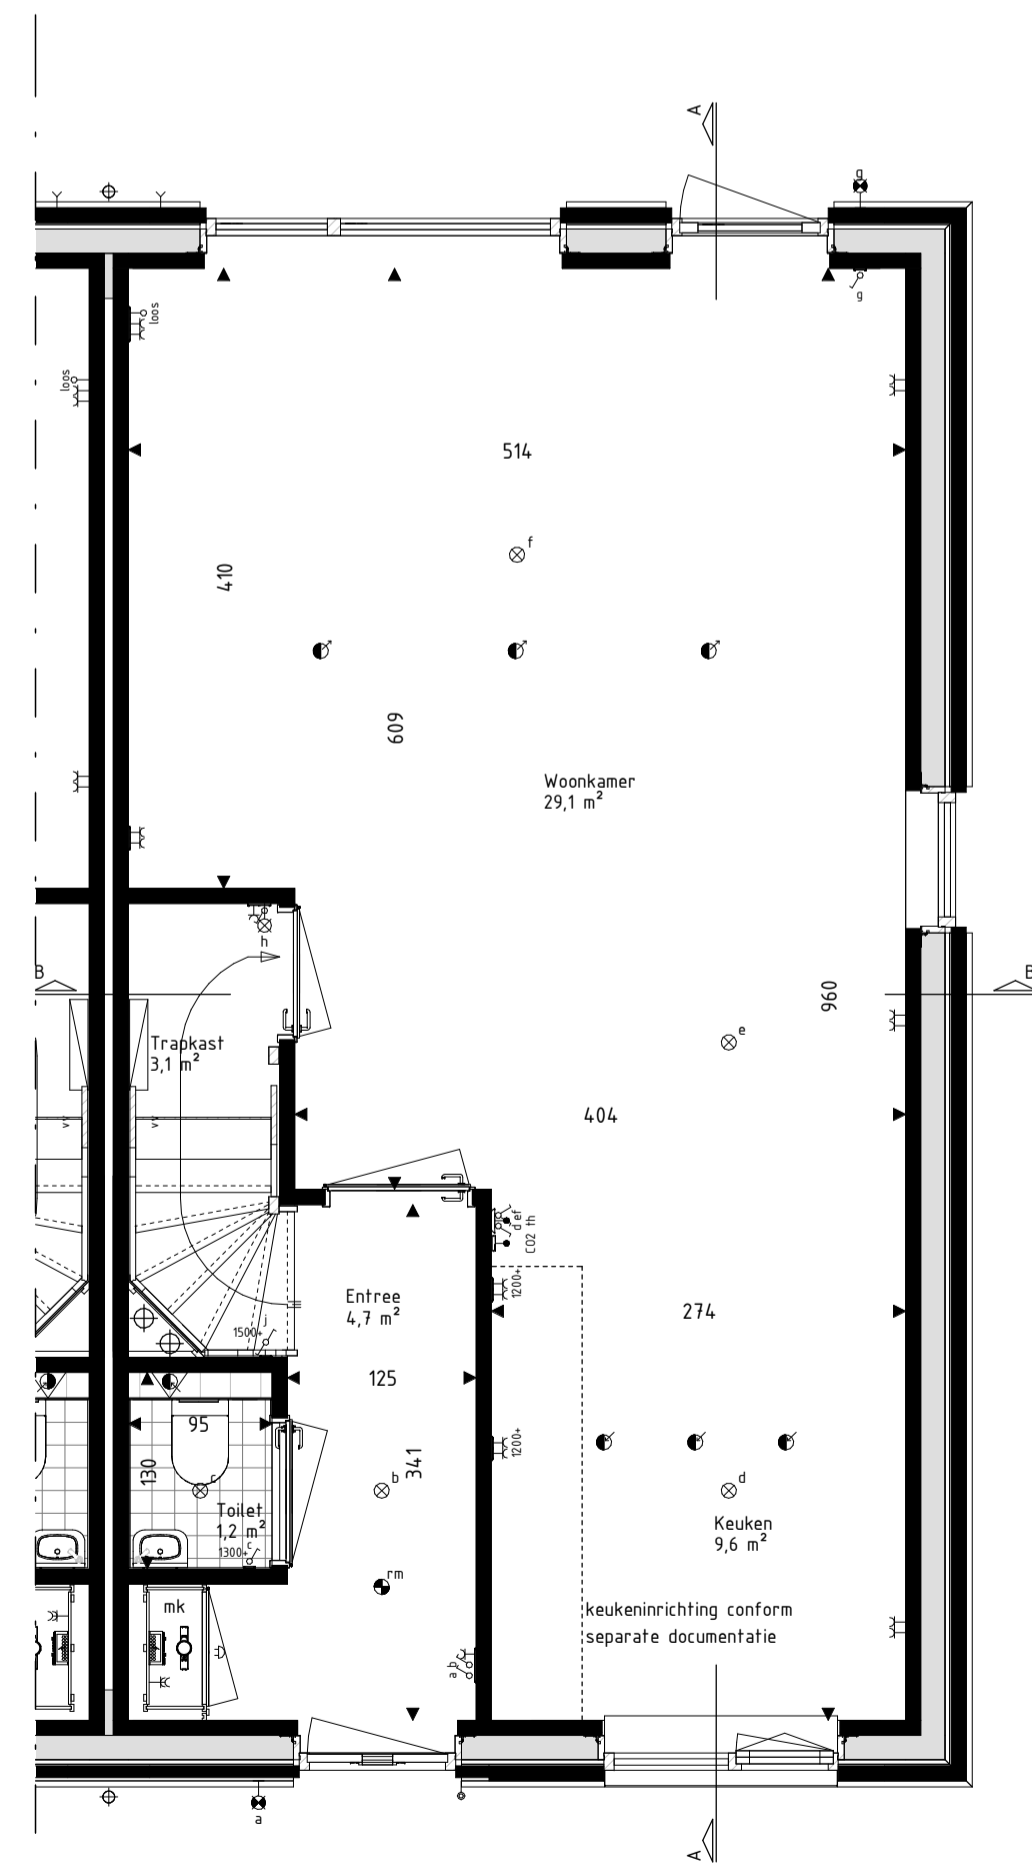 A
g
g
loos
loos
514
f
410
609
Woonkamer
29,1 m²
h
B
B
960
Trapkast
3,1 m²
e
v
v
404
d ef
CO2 th
1200+
Entree
4,7 m²
274
j
1500+
125
95
341
1200+
130
c
b
d
Toilet
1,2 m²
Keuken
9,6 m²
c
1300+
rm
mk
keukeninrichting conform
separate documentatie
a b
a
A